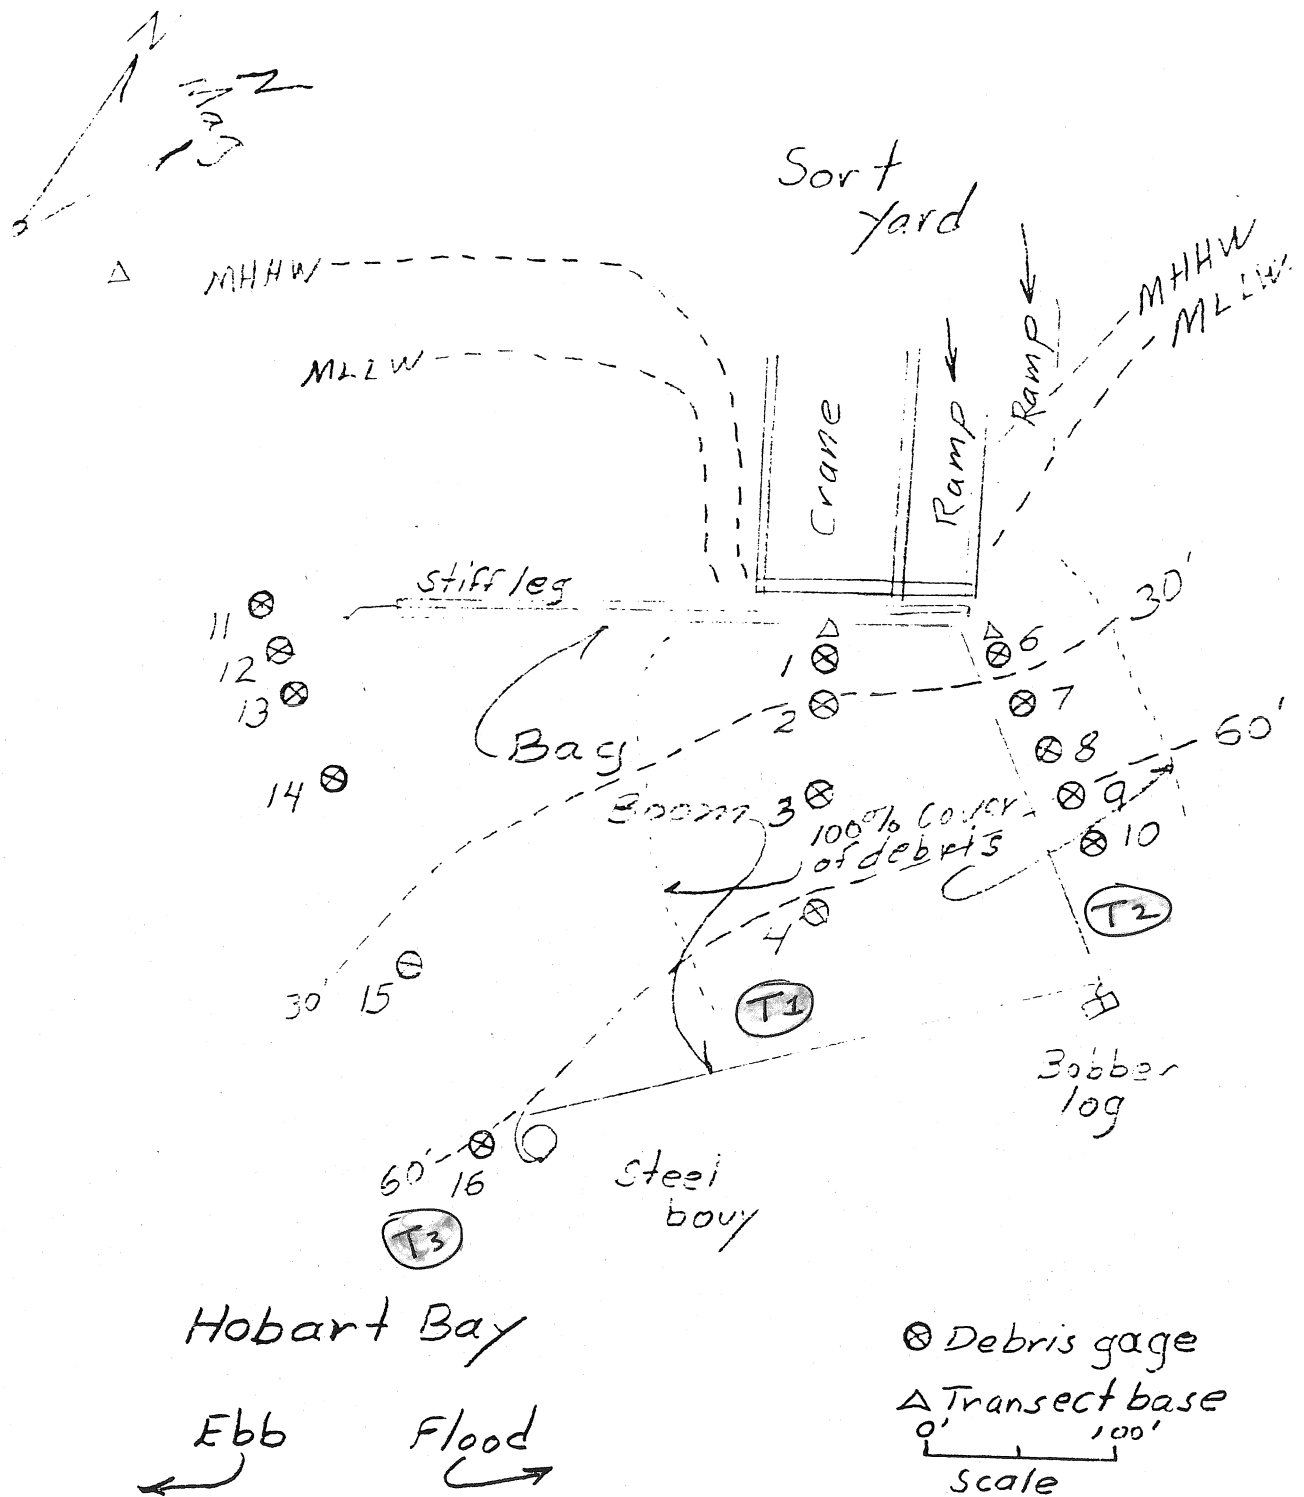 N
Sort
Yard
MHHW
MLLW
MHHW
MLLW
Ramp
Ramp
Crane
stiff leg
30'
11
12
13
14
1
2
6
7
8
9
10
60'
Bag
Boom
3
100% cover
of debris
4
T2
30'
15
T1
Bobber
log
60'
16
Steel
bouy
T3
Hobart Bay
Debris gage
Transect base
0' 100'
Scale
Ebb
Flood